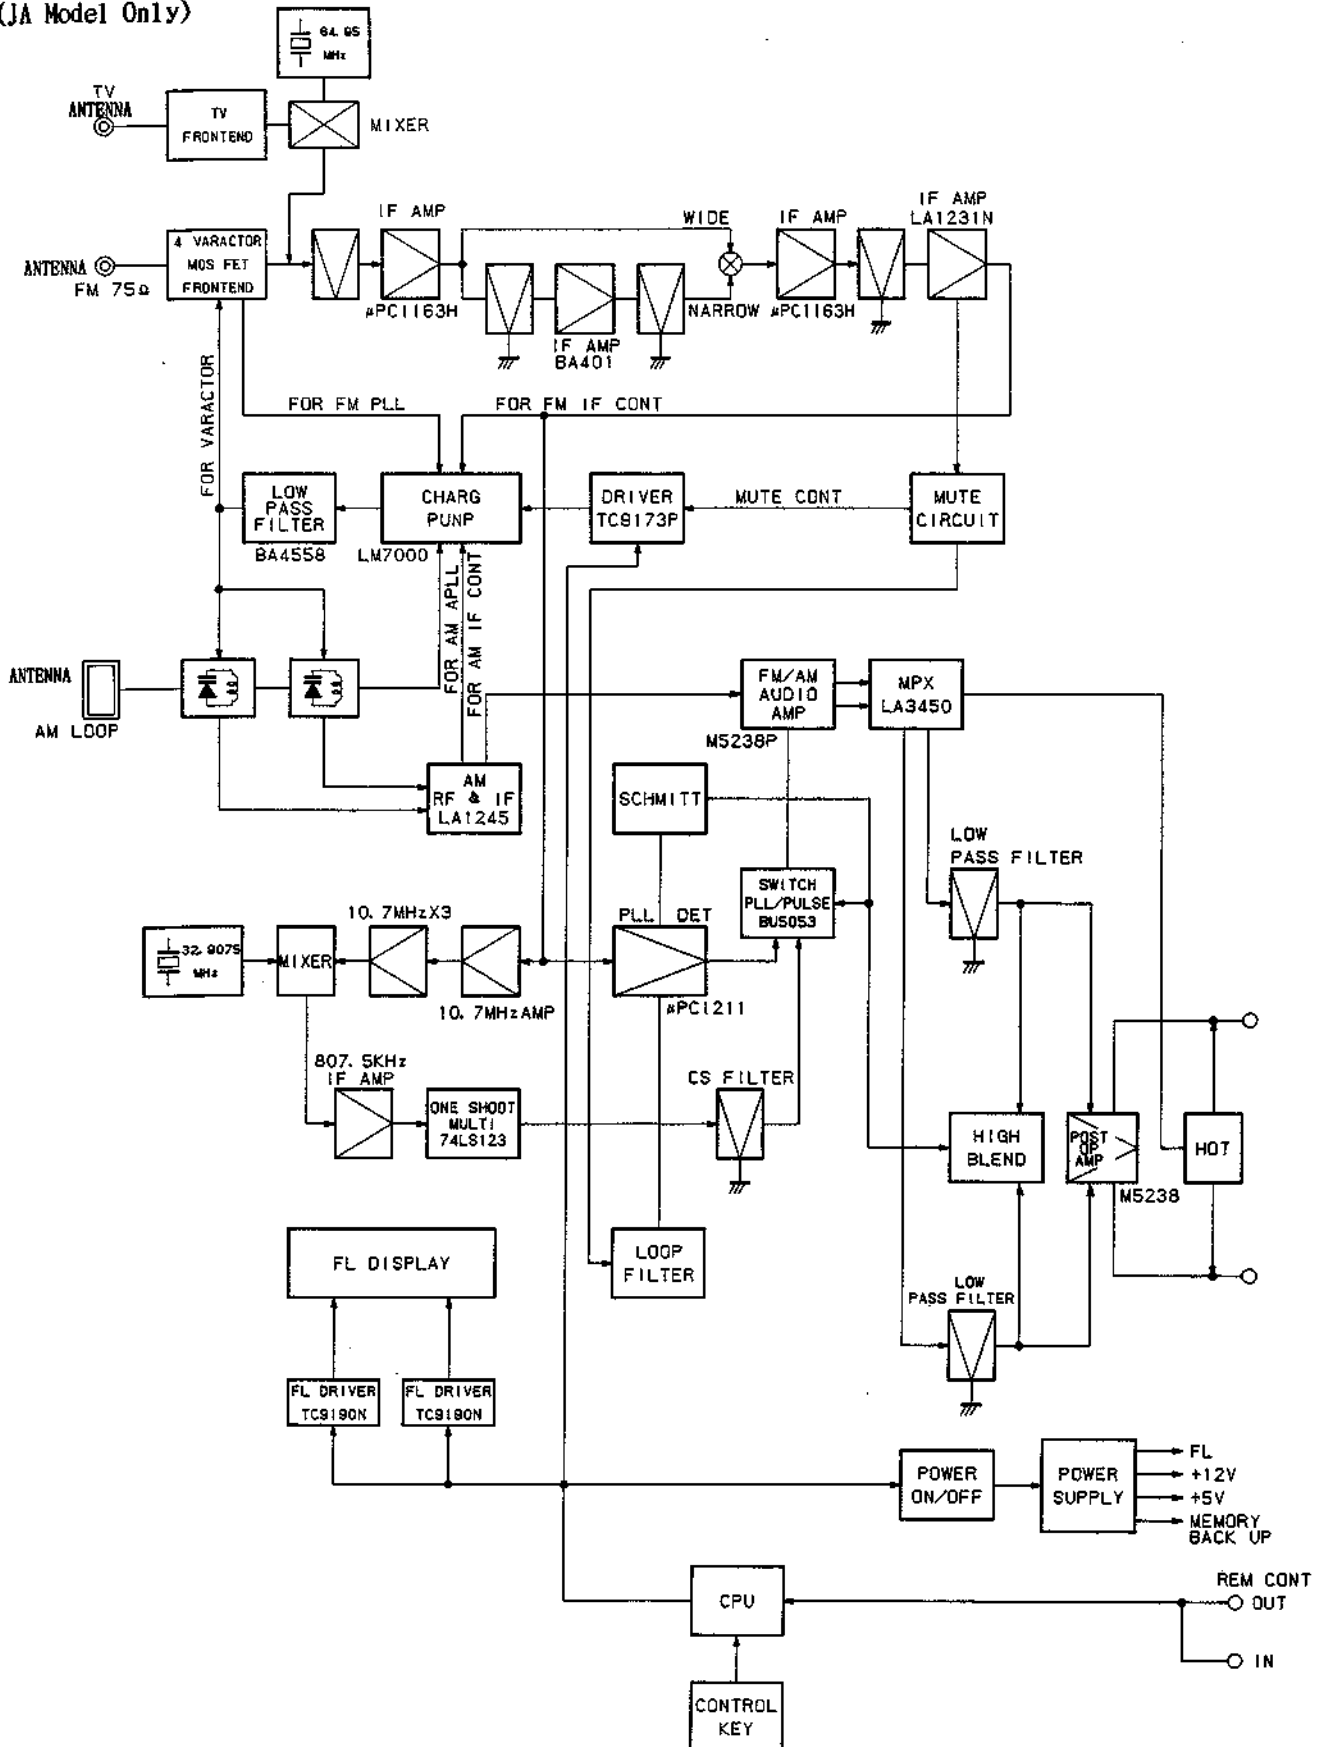 (JA Model Only)
64.95
MHz
TV
ANTENNA
TV
FRONTEND
MIXER
IF AMP
WIDE
IF AMP
IF AMP
LA1231N
4 VARACTOR
MOS FET
FRONTEND
ANTENNA
FM 75Ω
μPC1163H
NARROW
μPC1163H
IF AMP
BA401
FOR VARACTOR
FOR FM PLL
FOR FM IF CONT
LOW
PASS
FILTER
BA4558
CHARG
PUNP
LM7000
DRIVER
TC9173P
MUTE CONT
MUTE
CIRCUIT
FOR AM APLL
FOR AM IF CONT
ANTENNA
AM LOOP
FM/AM
AUDIO
AMP
M5238P
MPX
LA3450
AM
RF & IF
LA1245
SCHMITT
LOW
PASS FILTER
SWITCH
PLL/PULSE
BU5053
10.7MHzX3
PLL DET
32.9075
MHz
MIXER
10.7MHzAMP
μPC1211
807.5KHz
IF AMP
CS FILTER
ONE SHOOT
MULTI
74LS123
HIGH
BLEND
POST
OP
AMP
HOT
M5238
FL DISPLAY
LOOP
FILTER
LOW
PASS FILTER
FL DRIVER
TC9190N
FL DRIVER
TC9190N
POWER
ON/OFF
POWER
SUPPLY
FL
+12V
+5V
MEMORY
BACK UP
REM CONT
CPU
OUT
IN
CONTROL
KEY